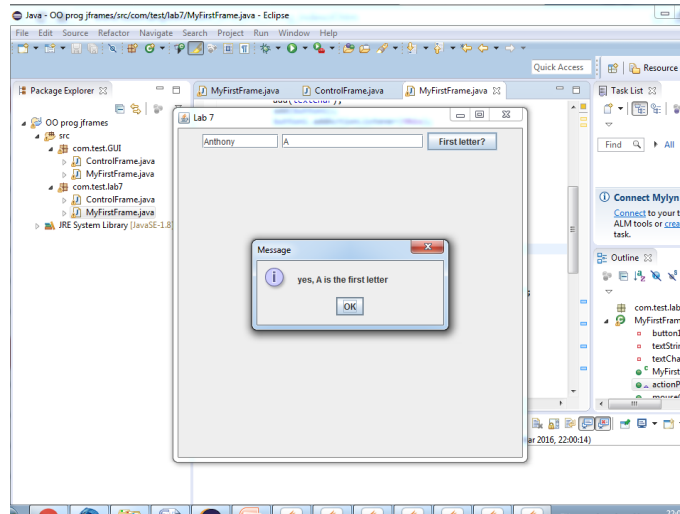 Java - OO prog jframes/src/com/test/lab7/MyFirstFrame.java - Eclipse
File Edit Source Refactor Navigate Search Project Run Window Help
Quick Access
Resource
Package Explorer
MyFirstFrame.java
ControlFrame.java
MyFirstFrame.java
Task List
OO prog jframes
src
com.test.GUI
ControlFrame.java
MyFirstFrame.java
com.test.lab7
ControlFrame.java
MyFirstFrame.java
JRE System Library [JavaSE-1.8
Lab 7
Anthony
A
First letter?
Message
yes, A is the first letter
OK
Find
All
Connect Mylyn
Connect to your t
ALM tools or crea
task.
Outline
com.test.lab
MyFirstFram
button1
textStrin
textCha
MyFirst
actionP
ar 2016, 22:00:14)